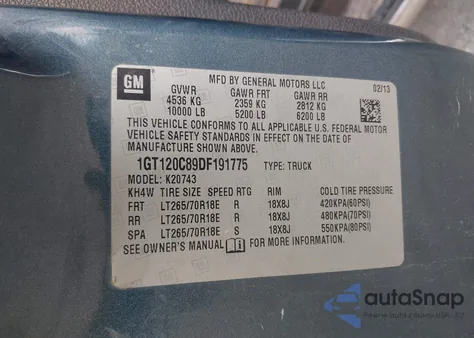 GM
MFD BY GENERAL MOTORS LLC
02/13
GVWR GAWR FRT GAWR RR
4536 KG 2359 KG 2812 KG
10000 LB 5200 LB 6200 LB
THIS VEHICLE CONFORMS TO ALL APPLICABLE U.S. FEDERAL MOTOR
VEHICLE SAFETY STANDARDS IN EFFECT ON THE DATE OF
MANUFACTURE SHOWN ABOVE.
1GT120C89DF191775 TYPE: TRUCK
MODEL: K20743
KH4W TIRE SIZE SPEED RTG RIM COLD TIRE PRESSURE
FRT LT265/70R18E R 18X8J 420KPA(60PSI)
RR LT265/70R18E R 18X8J 480KPA(70PSI)
SPA LT265/70R18E S 18X8J 550KPA(80PSI)
SEE OWNER'S MANUAL FOR MORE INFORMATION.
autoSnap